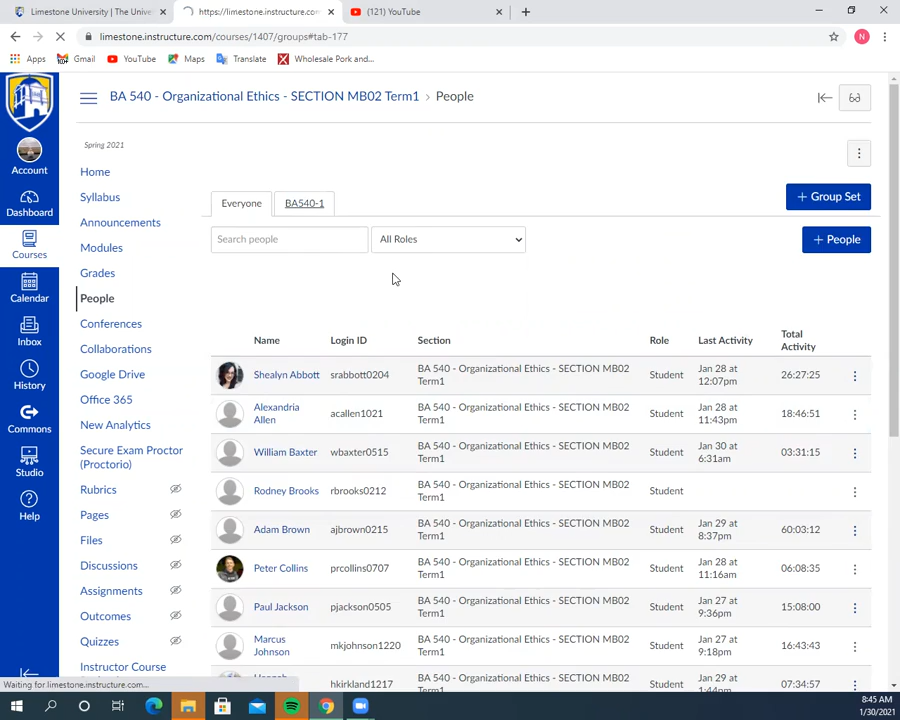 Limestone University | The Unive
https://limestone.instructure.com
(121) YouTube
limestone.instructure.com/courses/1407/groups#tab-177
N
Apps
Gmail
YouTube
Maps
Translate
Wholesale Pork and...
BA 540 - Organizational Ethics - SECTION MB02 Term1 › People
Spring 2021
Account
Dashboard
Courses
Calendar
Inbox
History
Commons
Studio
Help
Home
Syllabus
Announcements
Modules
Grades
People
Conferences
Collaborations
Google Drive
Office 365
New Analytics
Secure Exam Proctor
(Proctorio)
Rubrics
Pages
Files
Discussions
Assignments
Outcomes
Quizzes
Instructor Course
Everyone
BA540-1
+ Group Set
Search people
All Roles
+ People
Name Login ID Section Role Last Activity Total
Activity
Shealyn Abbott srabbott0204 BA 540 - Organizational Ethics - SECTION MB02 Student Jan 28 at 26:27:25
Term1 12:07pm
Alexandria acallen1021 BA 540 - Organizational Ethics - SECTION MB02 Student Jan 28 at 18:46:51
Allen Term1 11:43pm
William Baxter wbaxter0515 BA 540 - Organizational Ethics - SECTION MB02 Student Jan 30 at 03:31:15
Term1 6:31am
Rodney Brooks rbrooks0212 BA 540 - Organizational Ethics - SECTION MB02 Student
Term1
Adam Brown ajbrown0215 BA 540 - Organizational Ethics - SECTION MB02 Student Jan 29 at 60:03:12
Term1 8:37pm
Peter Collins prcollins0707 BA 540 - Organizational Ethics - SECTION MB02 Student Jan 28 at 06:08:35
Term1 11:16am
Paul Jackson pjackson0505 BA 540 - Organizational Ethics - SECTION MB02 Student Jan 27 at 15:08:00
Term1 9:36pm
Marcus mkjohnson1220 BA 540 - Organizational Ethics - SECTION MB02 Student Jan 27 at 16:43:43
Johnson Term1 9:18pm
Hannah hkirkland1217 BA 540 - Organizational Ethics - SECTION MB02 Student Jan 29 at 07:34:57
Term1 1:44pm
Waiting for limestone.instructure.com...
8:45 AM
1/30/2021